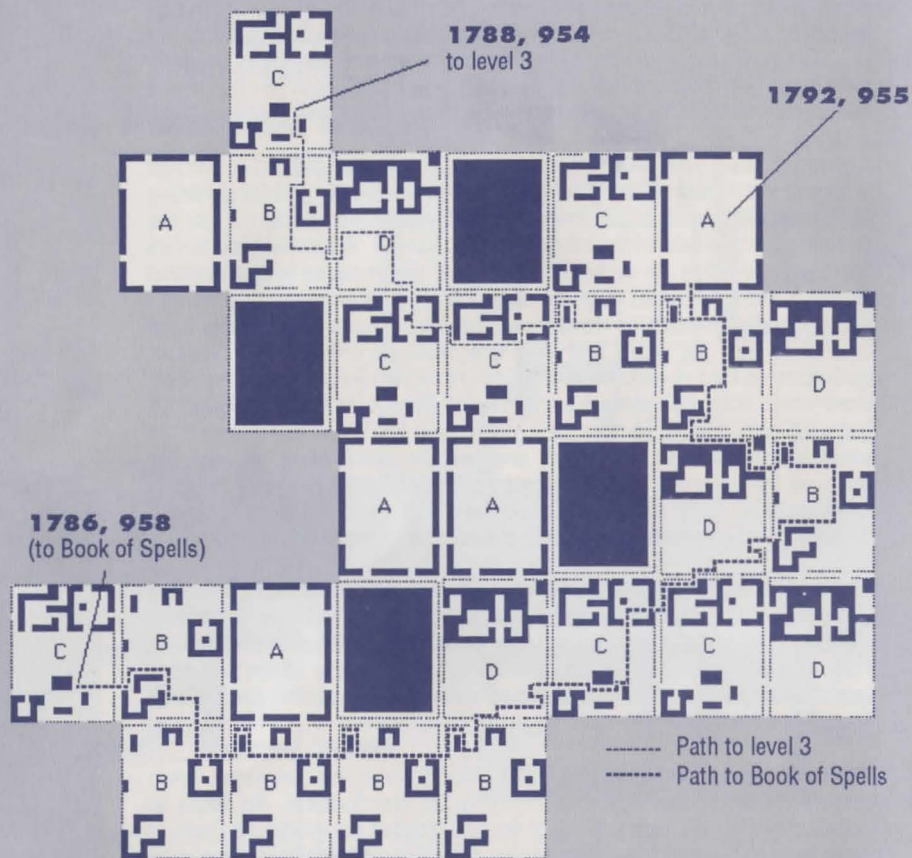 1788, 954
to level 3
C
1792, 955
A B D C A
C C B B D
A A D B
1786, 958
(to Book of Spells)
C B A D C C D
B B B B
Path to level 3
Path to Book of Spells